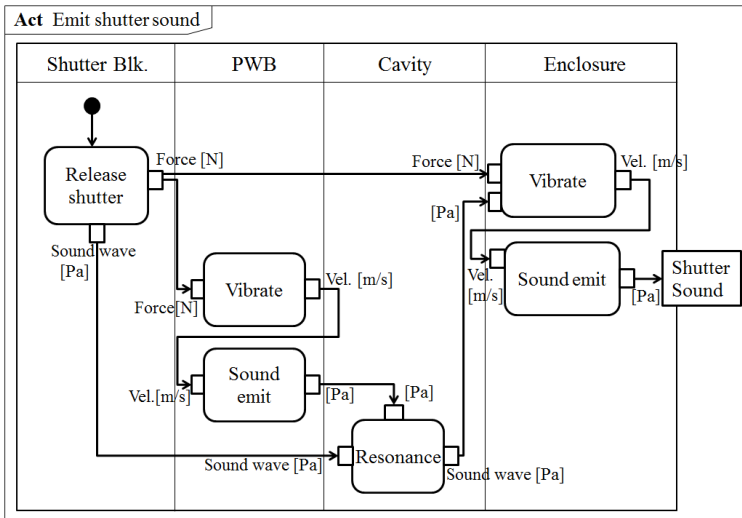 Act Emit shutter sound
Shutter Blk.
PWB
Cavity
Enclosure
Release
shutter
Force [N]
Sound wave
[Pa]
Force [N]
Vibrate
Vel. [m/s]
[Pa]
Vibrate
Vel. [m/s]
Force[N]
Vel.
[m/s]
Sound emit
[Pa]
Shutter
Sound
Sound
emit
Vel.[m/s]
[Pa]
[Pa]
Resonance
Sound wave [Pa]
Sound wave [Pa]